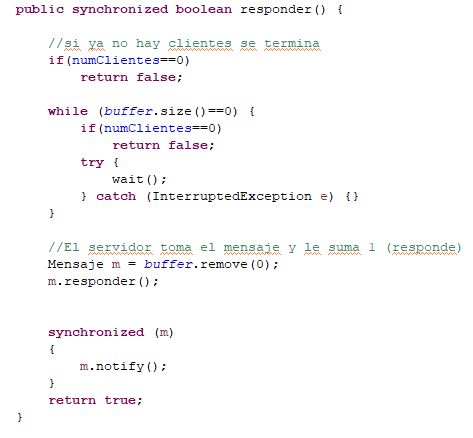 public synchronized boolean responder() {
//si ya no hay clientes se termina
if(numClientes==0)
return false;
while (buffer.size()==0) {
if(numClientes==0)
return false;
try {
wait();
} catch (InterruptedException e) {}
}
//El servidor toma el mensaje y le suma 1 (responde)
Mensaje m = buffer.remove(0);
m.responder();
synchronized (m)
{
m.notify();
}
return true;
}